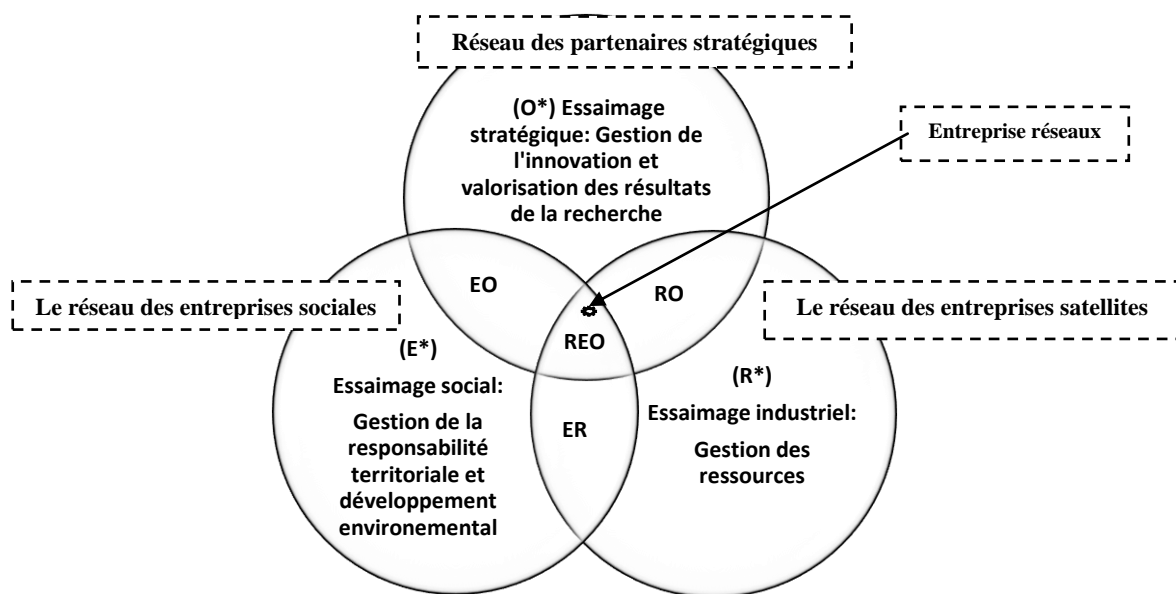 Réseau des partenaires stratégiques
(O*) Essaimage
stratégique: Gestion de
l'innovation et
valorisation des résultats
de la recherche
Entreprise réseaux
EO
RO
Le réseau des entreprises sociales
Le réseau des entreprises satellites
REO
(E*)
Essaimage social:
Gestion de la
responsabilité
territoriale et
développement
environemental
ER
(R*)
Essaimage industriel:
Gestion des
ressources